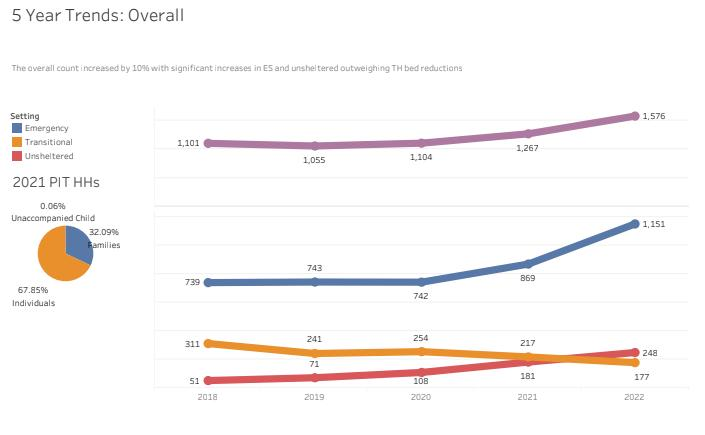 5 Year Trends: Overall
The overall count increased by 10% with significant increases in ES and unsheltered outweighing TH bed reductions
Setting
Emergency
Transitional
Unsheltered
2021 PIT HHs
0.06%
Unaccompanied Child
32.09%
Families
67.85%
Individuals
1,101
1,055
1,104
1,267
1,576
739
743
742
869
1,151
311
241
254
217
177
51
71
108
181
248
2018
2019
2020
2021
2022